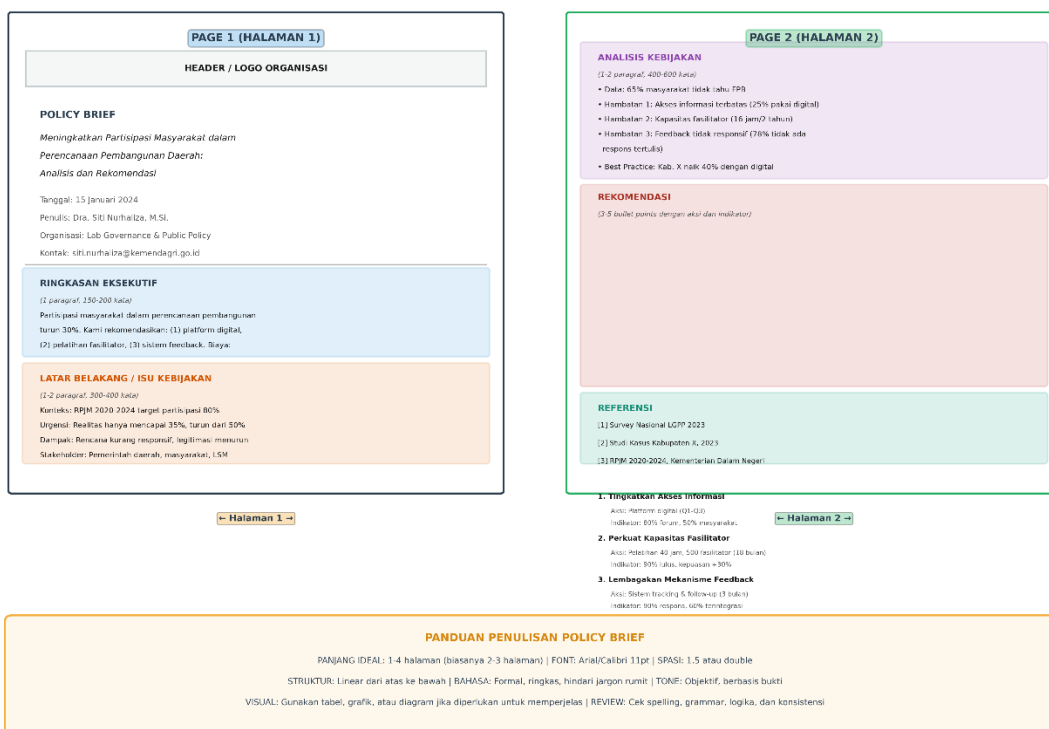 PAGE 1 (HALAMAN 1)
HEADER / LOGO ORGANISASI
POLICY BRIEF
Meningkatkan Partisipasi Masyarakat dalam
Perencanaan Pembangunan Daerah:
Analisis dan Rekomendasi
Tanggal: 15 Januari 2024
Penulis: Dra. Siti Nurhaliza, M.Si.
Organisasi: Lab Governance & Public Policy
Kontak: siti.nurhaliza@kemendagri.go.id
RINGKASAN EKSEKUTIF
(1 paragraf, 150-200 kata)
Partisipasi masyarakat dalam perencanaan pembangunan
turun 30%. Kami rekomendasikan: (1) platform digital,
(2) pelatihan fasilitator, (3) sistem feedback. Biaya:
LATAR BELAKANG / ISU KEBIJAKAN
(1-2 paragraf, 300-400 kata)
Konteks: RPJM 2020-2024 target partisipasi 80%
Urgensi: Realitas hanya mencapai 35%, turun dari 50%
Dampak: Rencana kurang responsif, legitimasi menurun
Stakeholder: Pemerintah daerah, masyarakat, LSM
← Halaman 1 →
PAGE 2 (HALAMAN 2)
ANALISIS KEBIJAKAN
(1-2 paragraf, 400-600 kata)
• Data: 65% masyarakat tidak tahu FPB
• Hambatan 1: Akses informasi terbatas (25% pakai digital)
• Hambatan 2: Kapasitas fasilitator (16 jam/2 tahun)
• Hambatan 3: Feedback tidak responsif (78% tidak ada
respons tertulis)
• Best Practice: Kab. X naik 40% dengan digital
REKOMENDASI
(3-5 bullet points dengan aksi dan indikator)
REFERENSI
[1] Survey Nasional LGPP 2023
[2] Studi Kasus Kabupaten X, 2023
[3] RPJM 2020-2024, Kementerian Dalam Negeri
1. Tingkatkan Akses Informasi
Aksi: Platform digital (Q1-Q3)
Indikator: 80% forum, 50% masyarakat
← Halaman 2 →
2. Perkuat Kapasitas Fasilitator
Aksi: Pelatihan 40 jam, 500 fasilitator (18 bulan)
Indikator: 90% lulus, kepuasan +30%
3. Lembagakan Mekanisme Feedback
Aksi: Sistem tracking & follow-up (3 bulan)
Indikator: 90% respons, 60% terintegrasi
PANDUAN PENULISAN POLICY BRIEF
PANJANG IDEAL: 1-4 halaman (biasanya 2-3 halaman) | FONT: Arial/Calibri 11pt | SPASI: 1.5 atau double
STRUKTUR: Linear dari atas ke bawah | BAHASA: Formal, ringkas, hindari jargon rumit | TONE: Objektif, berbasis bukti
VISUAL: Gunakan tabel, grafik, atau diagram jika diperlukan untuk memperjelas | REVIEW: Cek spelling, grammar, logika, dan konsistensi